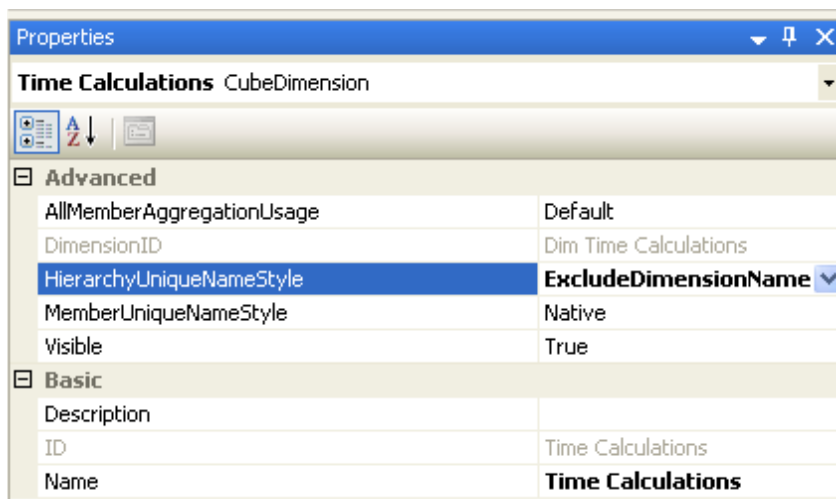 Properties
Time Calculations CubeDimension
Advanced
AllMemberAggregationUsage Default
DimensionID Dim Time Calculations
HierarchyUniqueNameStyle ExcludeDimensionName
MemberUniqueNameStyle Native
Visible True
Basic
Description
ID Time Calculations
Name Time Calculations